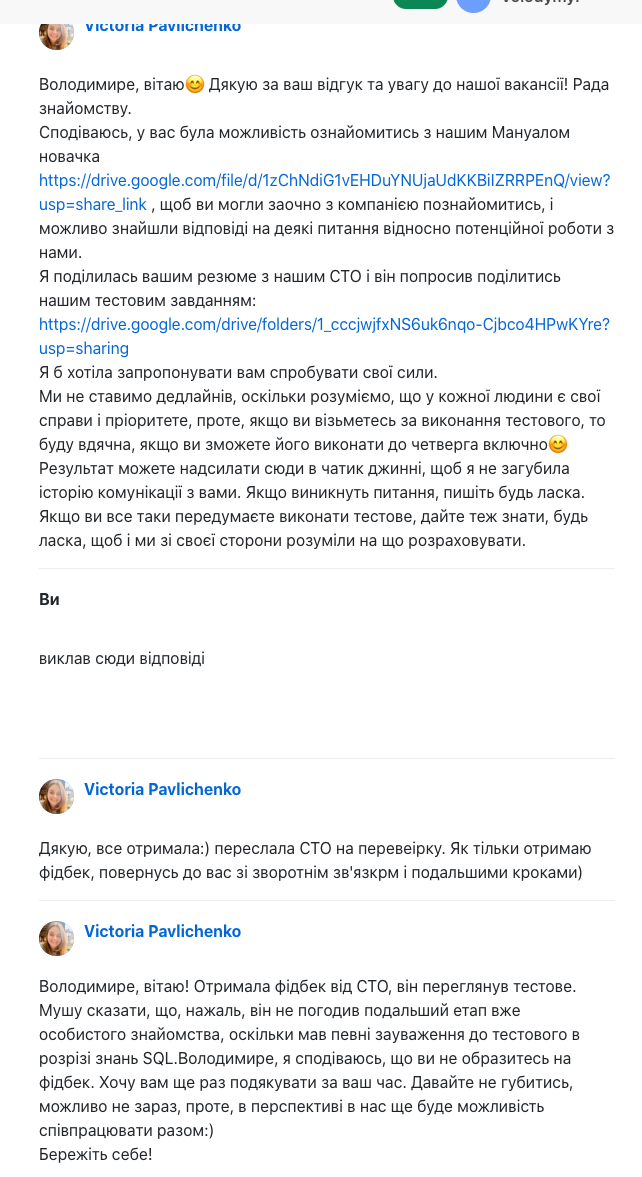 Victoria Pavlichenko
Володимире, вітаю😊 Дякую за ваш відгук та увагу до нашої вакансії! Рада
знайомству.
Сподіваюсь, у вас була можливість ознайомитись з нашим Мануалом
новачка
https://drive.google.com/file/d/1zChNdiG1vEHDuYNUjaUdKKBiIZRRPEnQ/view?
usp=share_link , щоб ви могли заочно з компанією познайомитись, і
можливо знайшли відповіді на деякі питання відносно потенційної роботи з
нами.
Я поділилась вашим резюме з нашим СТО і він попросив поділитись
нашим тестовим завданням:
https://drive.google.com/drive/folders/1_cccjwjfxNS6uk6nqo-Cjbco4HPwKYre?
usp=sharing
Я б хотіла запропонувати вам спробувати свої сили.
Ми не ставимо дедлайнів, оскільки розуміємо, що у кожної людини є свої
справи і пріоритете, проте, якщо ви візьметесь за виконання тестового, то
буду вдячна, якщо ви зможете його виконати до четверга включно😊
Результат можете надсилати сюди в чатик джинні, щоб я не загубила
історію комунікації з вами. Якщо виникнуть питання, пишіть будь ласка.
Якщо ви все таки передумаєте виконати тестове, дайте теж знати, будь
ласка, щоб і ми зі своєї сторони розуміли на що розраховувати.
Ви
виклав сюди відповіді
Victoria Pavlichenko
Дякую, все отримала:) переслала СТО на перевеірку. Як тільки отримаю
фідбек, повернусь до вас зі зворотнім зв'язкрм і подальшими кроками)
Victoria Pavlichenko
Володимире, вітаю! Отримала фідбек від СТО, він переглянув тестове.
Мушу сказати, що, нажаль, він не погодив подальший етап вже
особистого знайомства, оскільки мав певні зауваження до тестового в
розрізі знань SQL.Володимире, я сподіваюсь, що ви не образитесь на
фідбек. Хочу вам ще раз подякувати за ваш час. Давайте не губитись,
можливо не зараз, проте, в перспективі в нас ще буде можливість
співпрацювати разом:)
Бережіть себе!